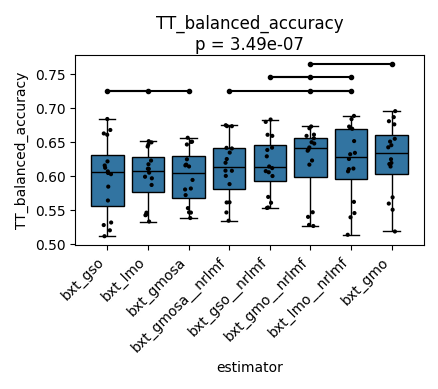 TT_balanced_accuracy
p = 3.49e-07
TT_balanced_accuracy
0.75
0.70
0.65
0.60
0.55
0.50
bxt_gso
bxt_lmo
bxt_gmosa
bxt_gmosa__nrlmf
bxt_gso__nrlmf
bxt_gmo__nrlmf
bxt_lmo__nrlmf
bxt_gmo
estimator